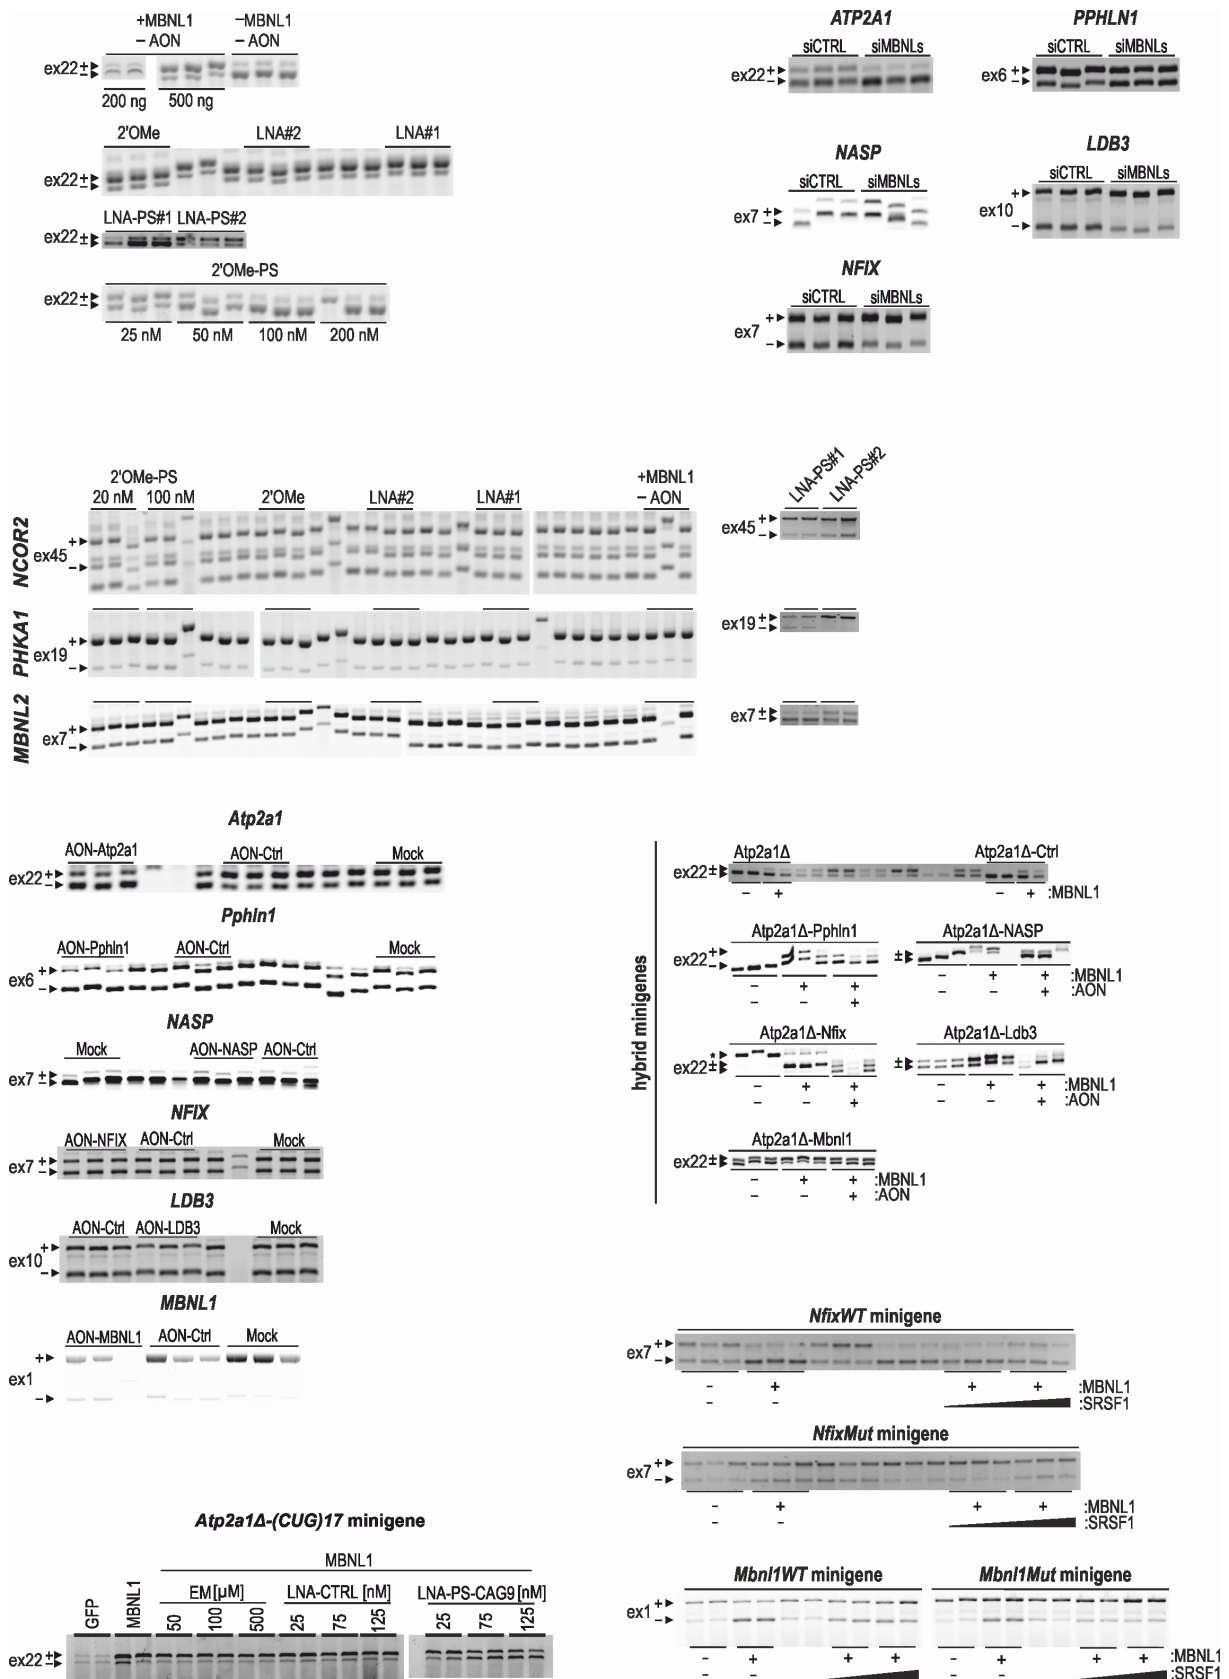 +MBNL1 −MBNL1
− AON − AON
ex22 +
−
200 ng 500 ng
2'OMe LNA#2 LNA#1
ex22 +
−
LNA-PS#1 LNA-PS#2
ex22 +
−
2'OMe-PS
ex22 +
−
25 nM 50 nM 100 nM 200 nM
ATP2A1
siCTRL siMBNLs
ex22 +
−
PPHLN1
siCTRL siMBNLs
ex6 +
−
NASP
siCTRL siMBNLs
ex7 +
−
LDB3
siCTRL siMBNLs
+
ex10
−
NFIX
siCTRL siMBNLs
+
ex7
−
2'OMe-PS +MBNL1
20 nM 100 nM 2'OMe LNA#2 LNA#1 − AON
LNA-PS#1 LNA-PS#2
NCOR2
+
ex45
−
ex45 +
−
PHKA1
+
ex19
−
ex19 +
−
MBNL2
+
ex7
−
ex7 +
−
Atp2a1
AON-Atp2a1 AON-Ctrl Mock
ex22 +
−
Pphln1
AON-Pphln1 AON-Ctrl Mock
ex6 +
−
NASP
Mock AON-NASP AON-Ctrl
ex7 +
−
NFIX
AON-NFIX AON-Ctrl Mock
ex7 +
−
LDB3
AON-Ctrl AON-LDB3 Mock
ex10 +
−
MBNL1
AON-MBNL1 AON-Ctrl Mock
+
ex1
−
hybrid minigenes
Atp2a1Δ Atp2a1Δ-Ctrl
ex22 +
−
− + − + :MBNL1
Atp2a1Δ-Pphln1 Atp2a1Δ-NASP
ex22 +
−
+
−
− + + − + + :MBNL1
− − + − − + :AON
Atp2a1Δ-Nfix Atp2a1Δ-Ldb3
*
ex22 +
−
+
−
− + + − + + :MBNL1
− − + − − + :AON
Atp2a1Δ-Mbnl1
ex22 +
−
− + + :MBNL1
− − + :AON
NfixWT minigene
ex7 +
−
− + + + :MBNL1
− − :SRSF1
NfixMut minigene
ex7 +
−
− + + + :MBNL1
− − :SRSF1
Atp2a1Δ-(CUG)17 minigene
MBNL1
GFP MBNL1 EM[µM] LNA-CTRL [nM] LNA-PS-CAG9[nM]
50 100 500 25 75 125 25 75 125
ex22 +
−
Mbnl1WT minigene Mbnl1Mut minigene
ex1 +
−
− + + + − + + + :MBNL1
− − − − :SRSF1